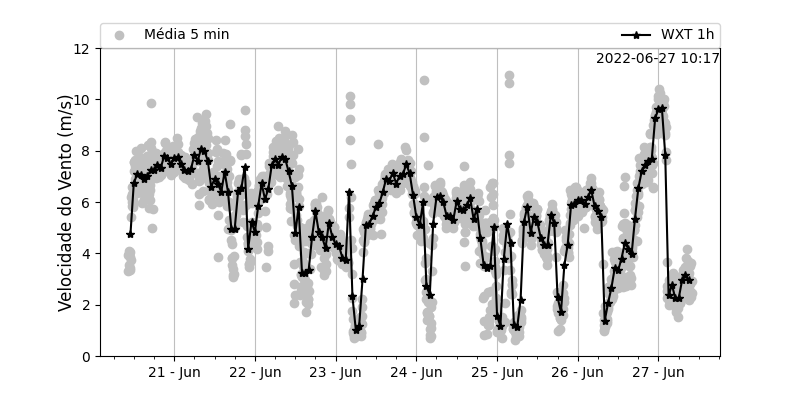 Média 5 min
WXT 1h
2022-06-27 10:17
Velocidade do Vento (m/s)
12
10
8
6
4
2
0
21 - Jun
22 - Jun
23 - Jun
24 - Jun
25 - Jun
26 - Jun
27 - Jun